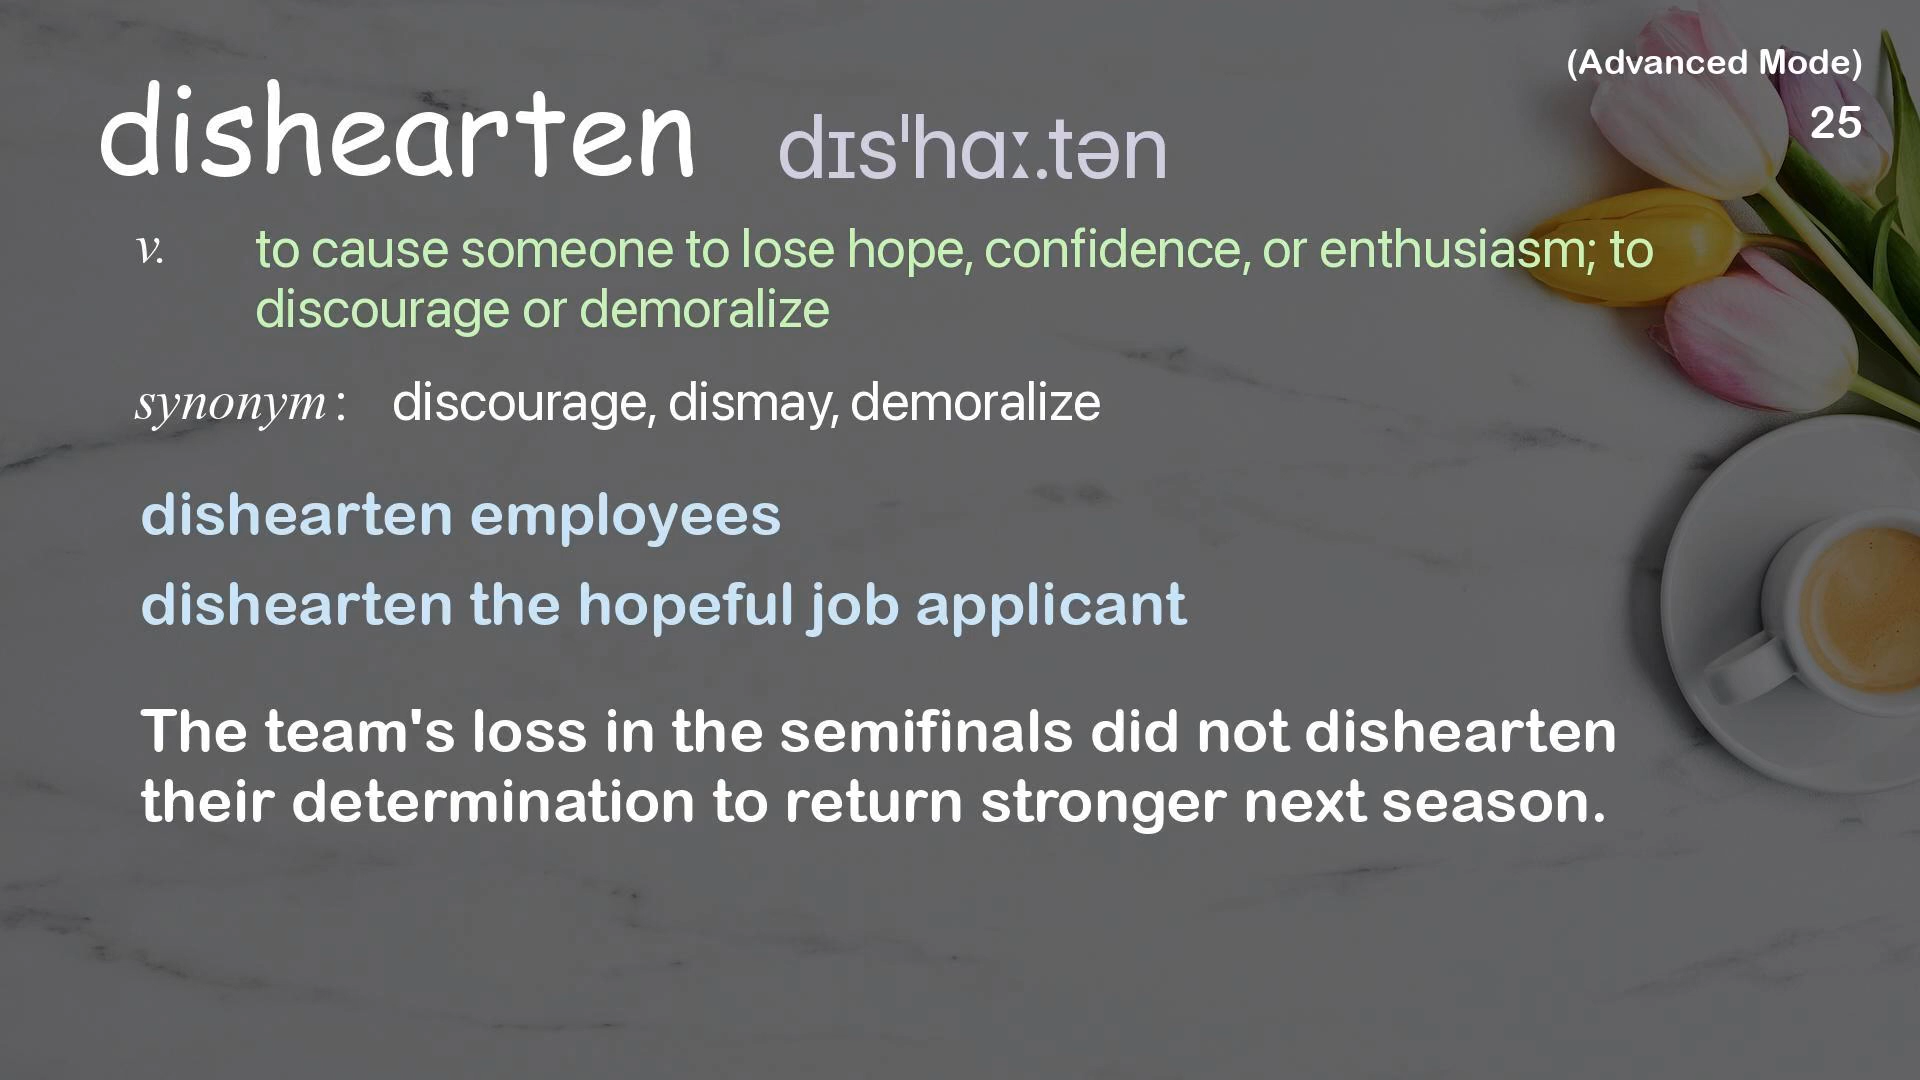 (Advanced Mode)
25
dishearten dɪsˈhɑː.tən
v. to cause someone to lose hope, confidence, or enthusiasm; to
discourage or demoralize
synonym : discourage, dismay, demoralize
dishearten employees
dishearten the hopeful job applicant
The team's loss in the semifinals did not dishearten
their determination to return stronger next season.